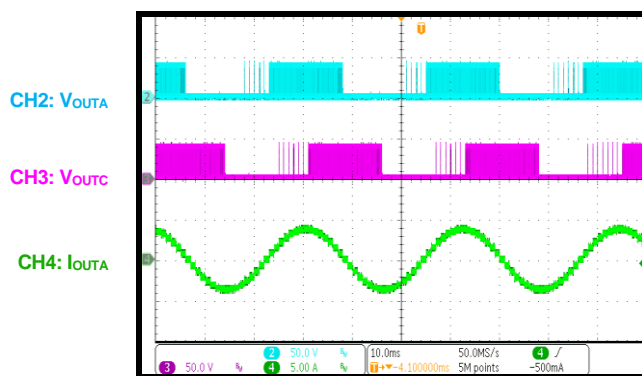 T
CH2: VOUTA
2
CH3: VOUTC
3
CH4: IOUTA
4
2 50.0 V 10.0ms 50.0MS/s 4
3 50.0 V 4 5.00 A T→▼-4.100000ms 5M points -500mA